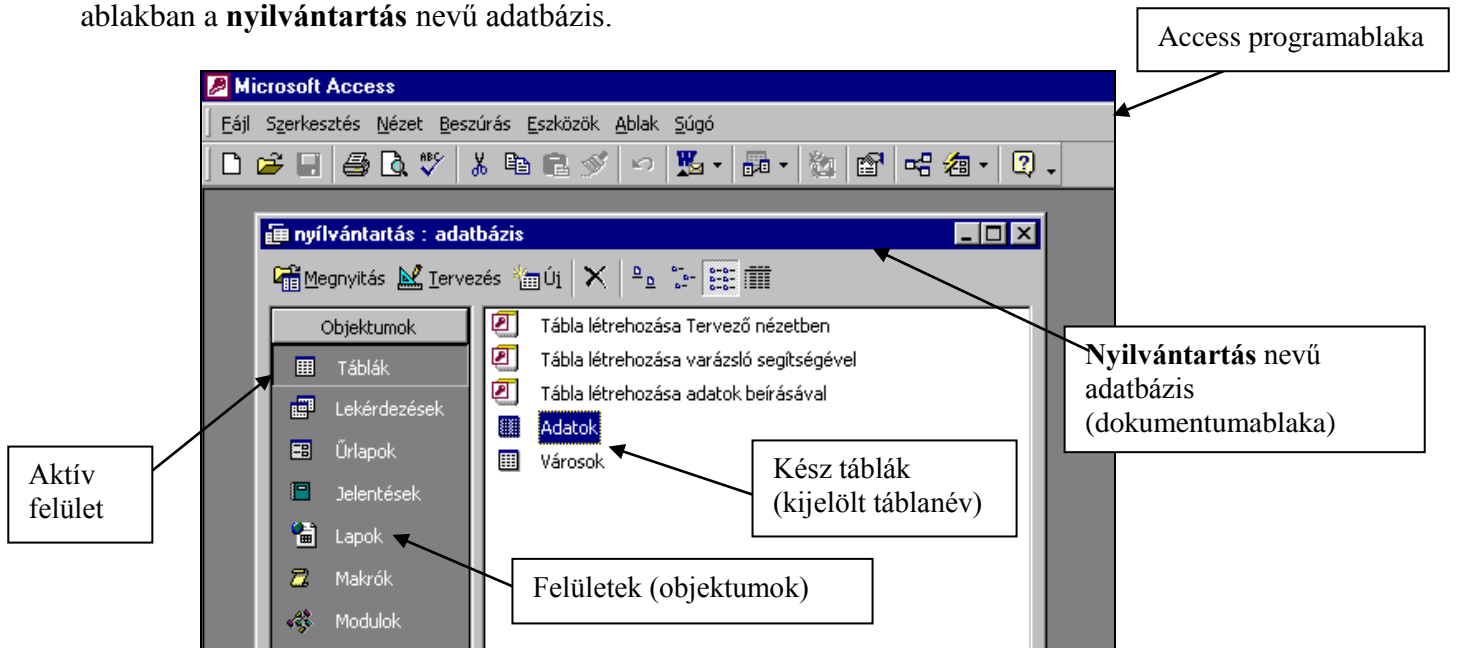 ablakban a nyilvántartás nevű adatbázis.
Access programablaka
Microsoft Access
Fájl Szerkesztés Nézet Beszúrás Eszközök Ablak Súgó
nyílvántartás : adatbázis
Megnyitás Tervezés Új
Objektumok
Táblák
Lekérdezések
Űrlapok
Jelentések
Lapok
Makrók
Modulok
Tábla létrehozása Tervező nézetben
Tábla létrehozása varázsló segítségével
Tábla létrehozása adatok beírásával
Adatok
Városok
Nyilvántartás nevű
adatbázis
(dokumentumablaka)
Aktív
felület
Kész táblák
(kijelölt táblanév)
Felületek (objektumok)